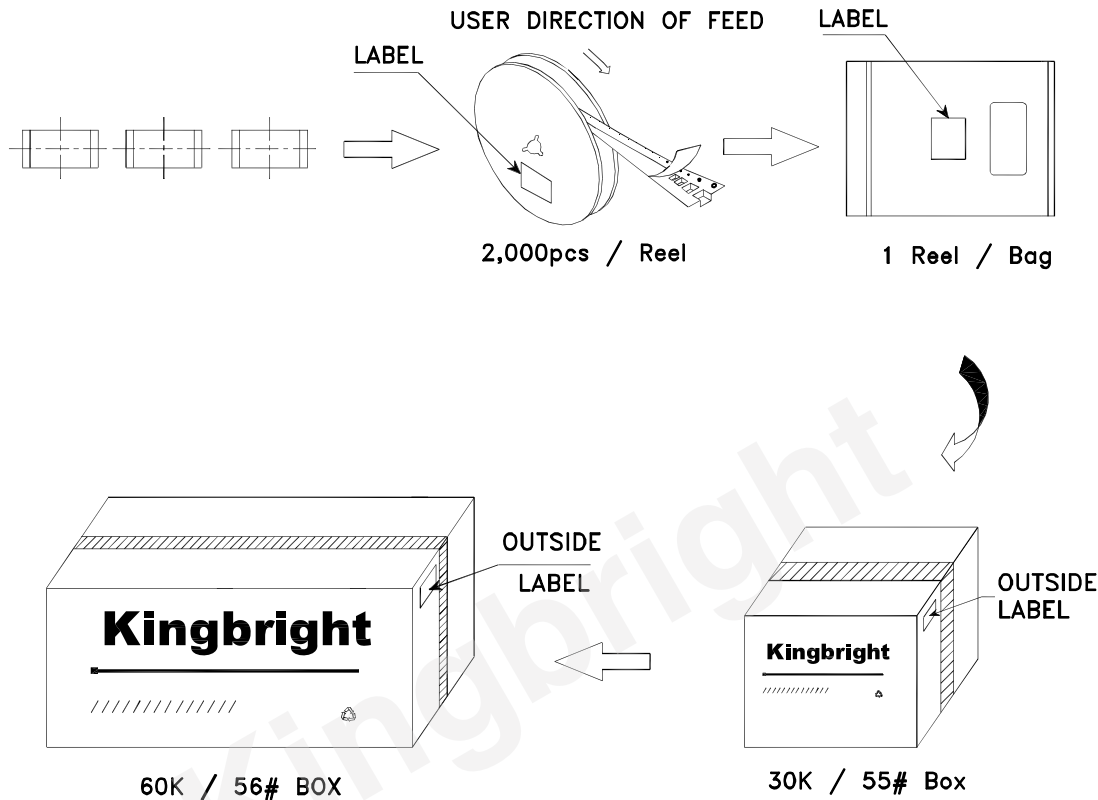 USER DIRECTION OF FEED
LABEL
LABEL
2,000pcs / Reel
1 Reel / Bag
OUTSIDE
LABEL
OUTSIDE
LABEL
Kingbright
Kingbright
60K / 56# BOX
30K / 55# Box
Kingbright